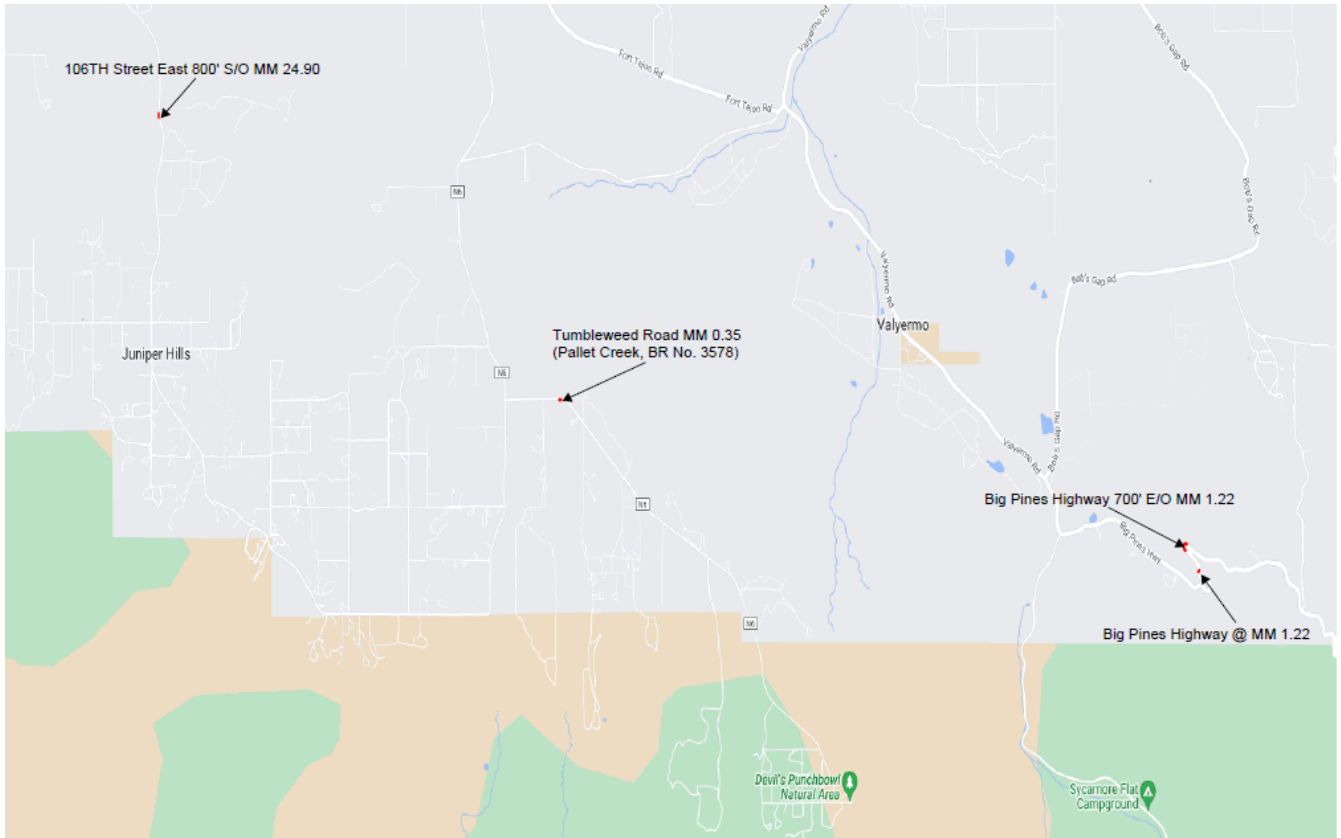 106TH Street East 800' S/O MM 24.90
Fort Tejon Rd
Valyermo Rd
Fort Tejon Rd
Bob's Gap Rd
N6
Bob's Gap Rd
Valyermo Rd
Bob's Gap Rd
Valyermo
Tumbleweed Road MM 0.35
(Pallet Creek, BR No. 3578)
Juniper Hills
N6
Bob's Gap Rd
Valyermo Rd
Big Pines Highway 700' E/O MM 1.22
N6
Big Pines Hwy
N6
Big Pines Highway @ MM 1.22
Devil's Punchbowl
Natural Area
Sycamore Flat
Campground